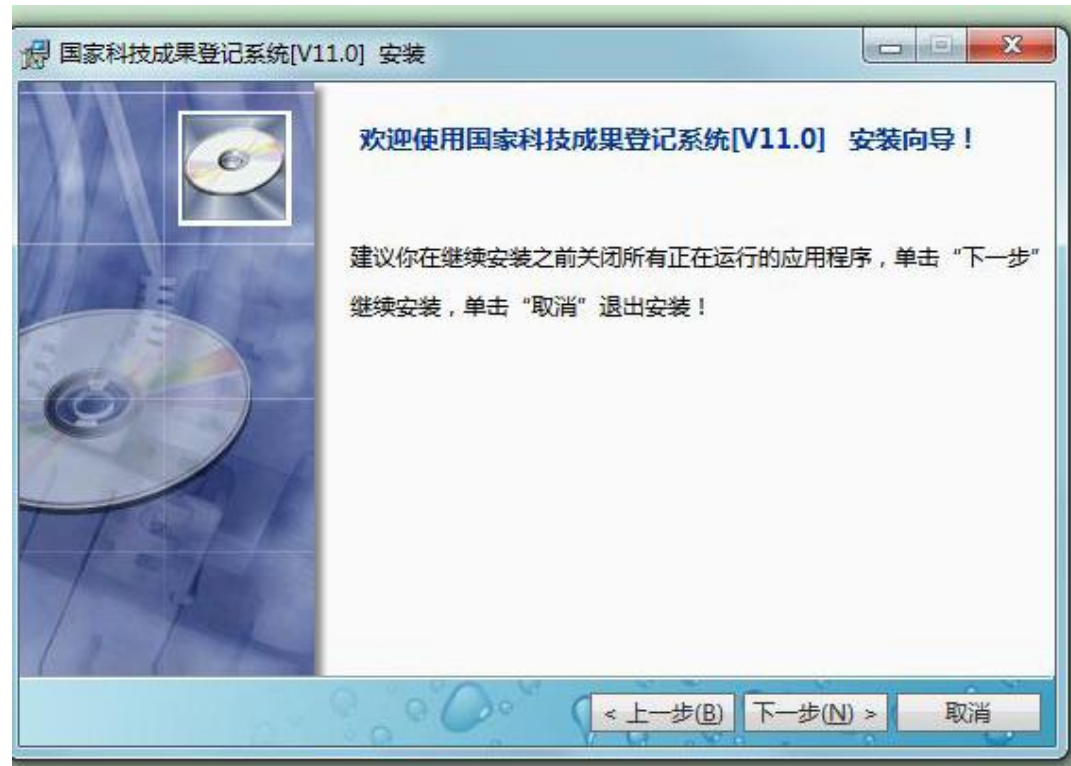 国家科技成果登记系统[V11.0] 安装
欢迎使用国家科技成果登记系统[V11.0] 安装向导！
建议你在继续安装之前关闭所有正在运行的应用程序，单击“下一步”
继续安装，单击“取消”退出安装！
< 上一步(B) 下一步(N) > 取消